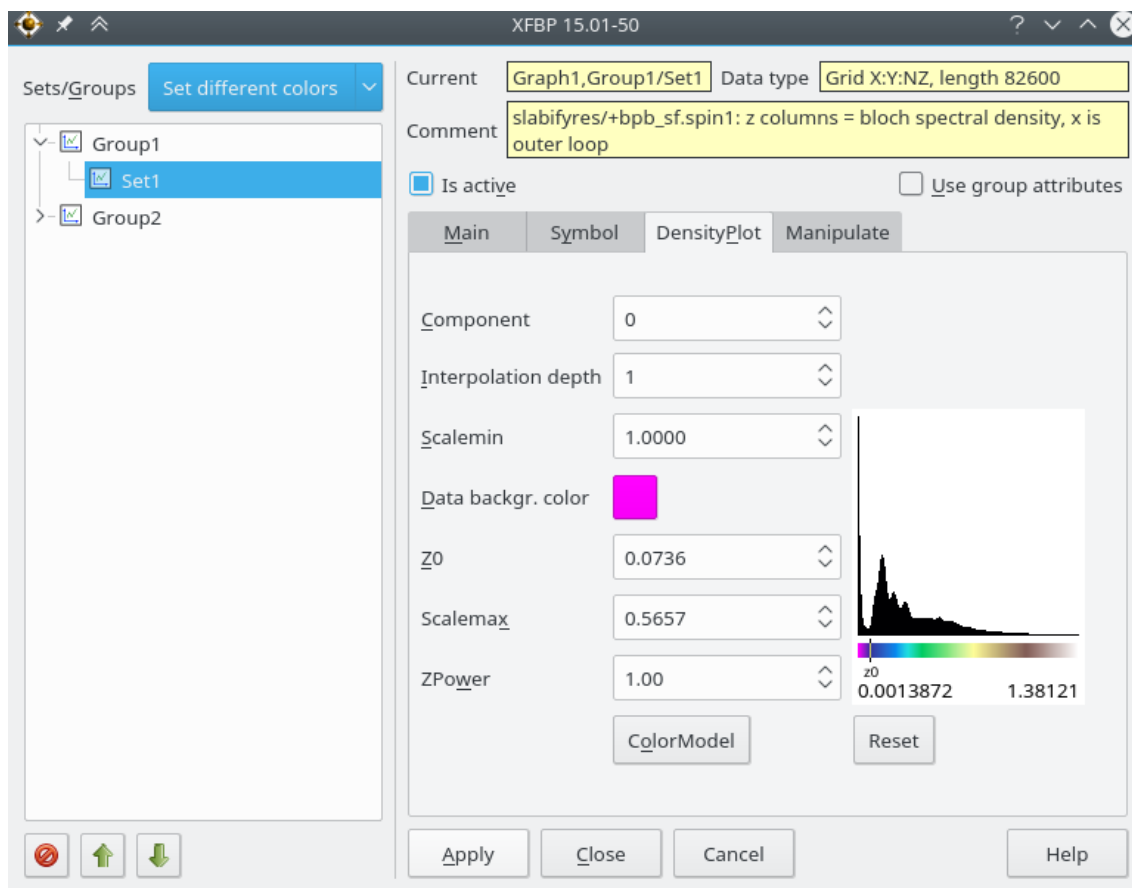 XFBP 15.01-50
Sets/Groups
Set different colors
Group1
Set1
Group2
Current
Graph1,Group1/Set1
Data type
Grid X:Y:NZ, length 82600
Comment
slabifyres/+bpb_sf.spin1: z columns = bloch spectral density, x is
outer loop
Is active
Use group attributes
Main
Symbol
DensityPlot
Manipulate
Component
0
Interpolation depth
1
Scalemin
1.0000
Data backgr. color
Z0
0.0736
Scalemax
0.5657
ZPower
1.00
z0
0.0013872
1.38121
ColorModel
Reset
Apply
Close
Cancel
Help